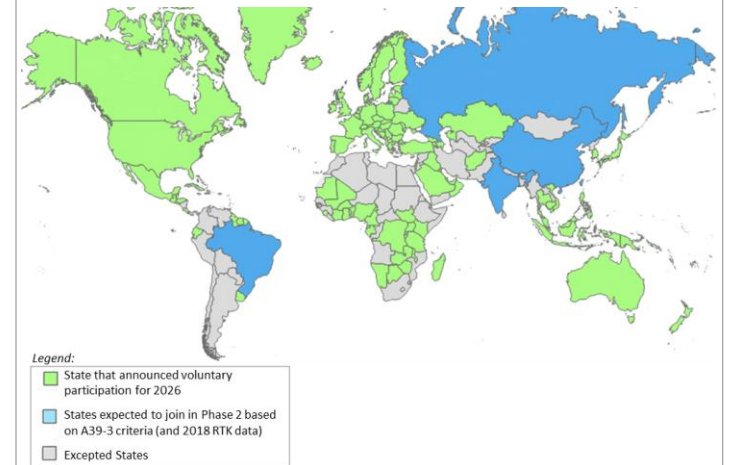 Legend:
State that announced voluntary
participation for 2026
States expected to join in Phase 2 based
on A39-3 criteria (and 2018 RTK data)
Excepted States